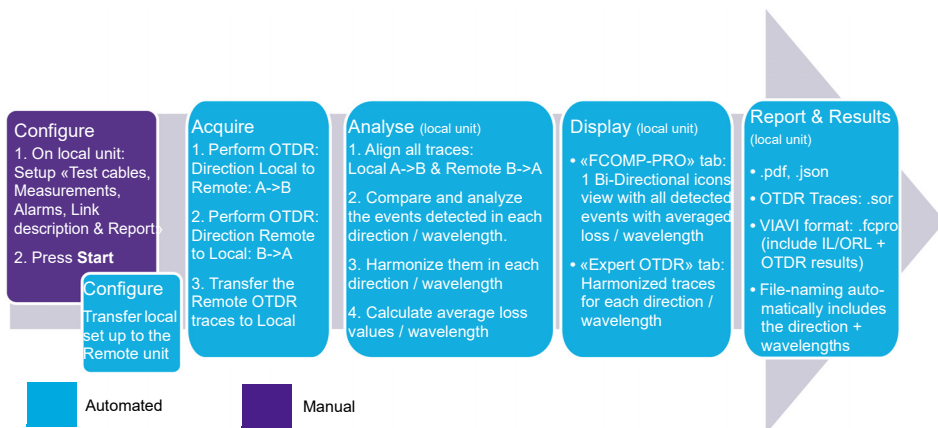 Configure
1. On local unit:
Setup «Test cables,
Measurements,
Alarms, Link
description & Report»
2. Press Start
Configure
Transfer local
set up to the
Remote unit
Acquire
1. Perform OTDR:
Direction Local to
Remote: A->B
2. Perform OTDR:
Direction Remote
to Local: B->A
3. Transfer the
Remote OTDR
traces to Local
Analyse (local unit)
1. Align all traces:
Local A->B & Remote B->A
2. Compare and analyze
the events detected in each
direction / wavelength.
3. Harmonize them in each
direction / wavelength
4. Calculate average loss
values / wavelength
Display (local unit)
• «FCOMP-PRO» tab:
1 Bi-Directional icons
view with all detected
events with averaged
loss / wavelength
• «Expert OTDR» tab:
Harmonized traces
for each direction /
wavelength
Report & Results
(local unit)
• .pdf, .json
• OTDR Traces: .sor
• VIAVI format: .fcpro
(include IL/ORL +
OTDR results)
• File-naming auto-
matically includes
the direction +
wavelengths
Automated
Manual